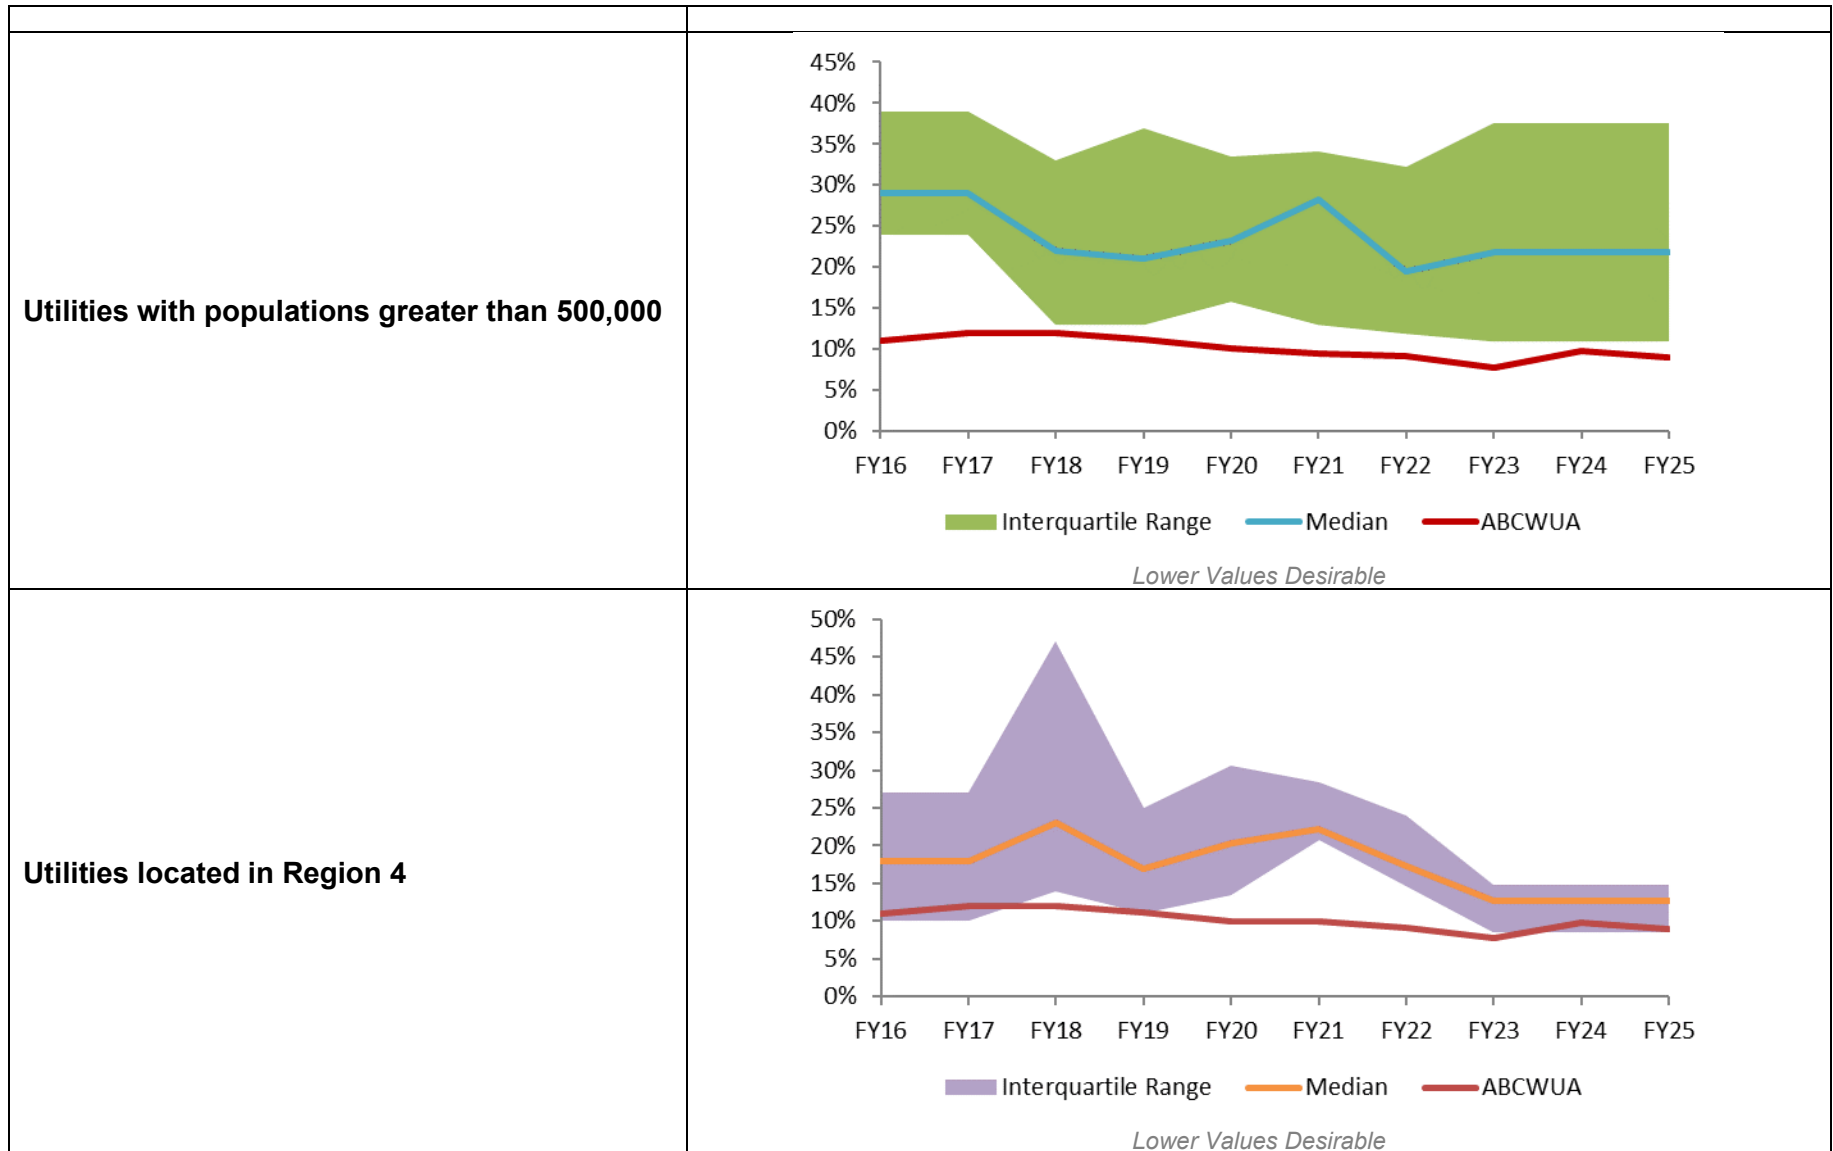 Utilities with populations greater than 500,000
45%
40%
35%
30%
25%
20%
15%
10%
5%
0%
FY16 FY17 FY18 FY19 FY20 FY21 FY22 FY23 FY24 FY25
Interquartile Range Median ABCWUA
Lower Values Desirable
Utilities located in Region 4
50%
45%
40%
35%
30%
25%
20%
15%
10%
5%
0%
FY16 FY17 FY18 FY19 FY20 FY21 FY22 FY23 FY24 FY25
Interquartile Range Median ABCWUA
Lower Values Desirable